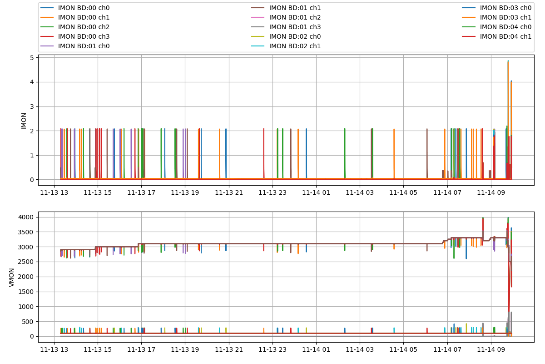 IMON BD:00 ch0
IMON BD:00 ch1
IMON BD:00 ch2
IMON BD:00 ch3
IMON BD:01 ch0
IMON BD:01 ch1
IMON BD:01 ch2
IMON BD:01 ch3
IMON BD:02 ch0
IMON BD:02 ch1
IMON BD:03 ch0
IMON BD:03 ch1
IMON BD:04 ch0
IMON BD:04 ch1
5
4
3
2
1
0
IMON
11-13 13 11-13 15 11-13 17 11-13 19 11-13 21 11-13 23 11-14 01 11-14 03 11-14 05 11-14 07 11-14 09
4000
3500
3000
2500
2000
1500
1000
500
0
VMON
11-13 13 11-13 15 11-13 17 11-13 19 11-13 21 11-13 23 11-14 01 11-14 03 11-14 05 11-14 07 11-14 09